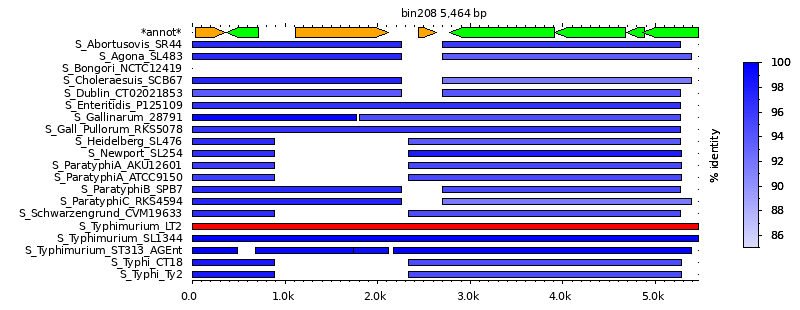 bin208 5,464 bp
*annot*
S_Abortusovis_SR44
S_Agona_SL483
S_Bongori_NCTC12419
S_Choleraesuis_SCB67
S_Dublin_CT02021853
S_Enteritidis_P125109
S_Gallinarum_28791
S_Gall_Pullorum_RKS5078
S_Heidelberg_SL476
S_Newport_SL254
S_ParatyphiA_AKU12601
S_ParatyphiA_ATCC9150
S_ParatyphiB_SPB7
S_ParatyphiC_RKS4594
S_Schwarzengrund_CVM19633
S_Typhimurium_LT2
S_Typhimurium_SL1344
S_Typhimurium_ST313_AGEnt
S_Typhi_CT18
S_Typhi_Ty2
0.0 1.0k 2.0k 3.0k 4.0k 5.0k
100
98
96
94
92
90
88
86
% identity